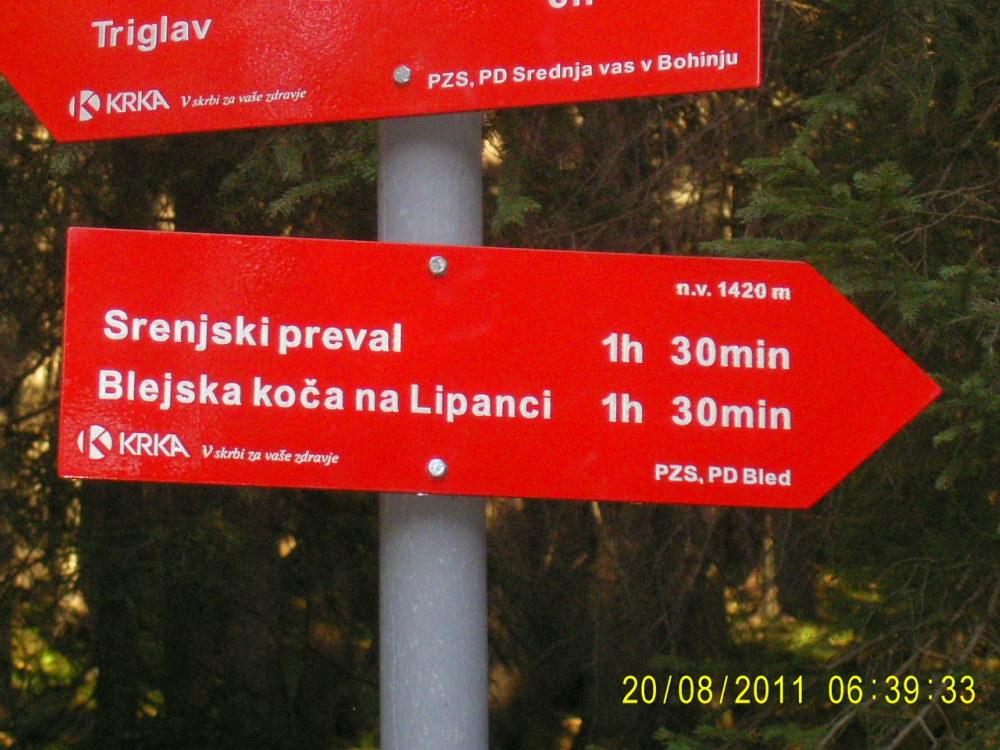 Triglav
KRKA V skrbi za vaše zdravje
PZS, PD Srednja vas v Bohinju
n.v. 1420 m
Srenjski preval 1h 30min
Blejska koča na Lipanci 1h 30min
KRKA V skrbi za vaše zdravje
PZS, PD Bled
20/08/2011 06:39:33